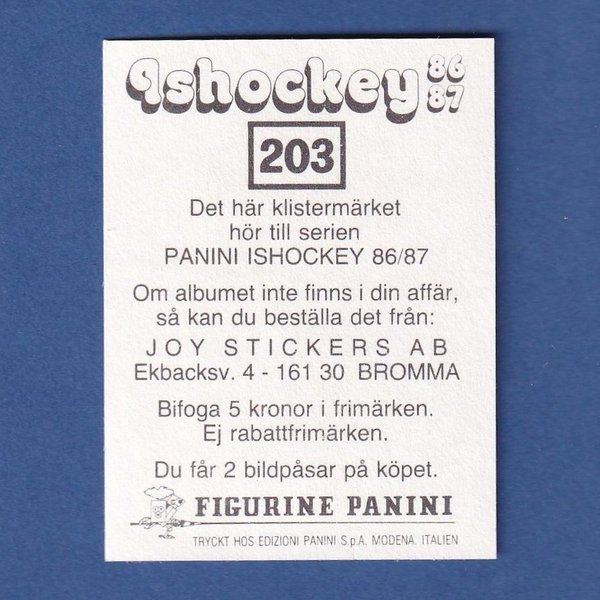 Ishockey 86
87
203
Det här klistermärket
hör till serien
PANINI ISHOCKEY 86/87
Om albumet inte finns i din affär,
så kan du beställa det från:
JOY STICKERS AB
Ekbacksv. 4 - 161 30 BROMMA
Bifoga 5 kronor i frimärken.
Ej rabattfrimärken.
Du får 2 bildpåsar på köpet.
FIGURINE PANINI
TRYCKT HOS EDIZIONI PANINI S.p.A. MODENA. ITALIEN